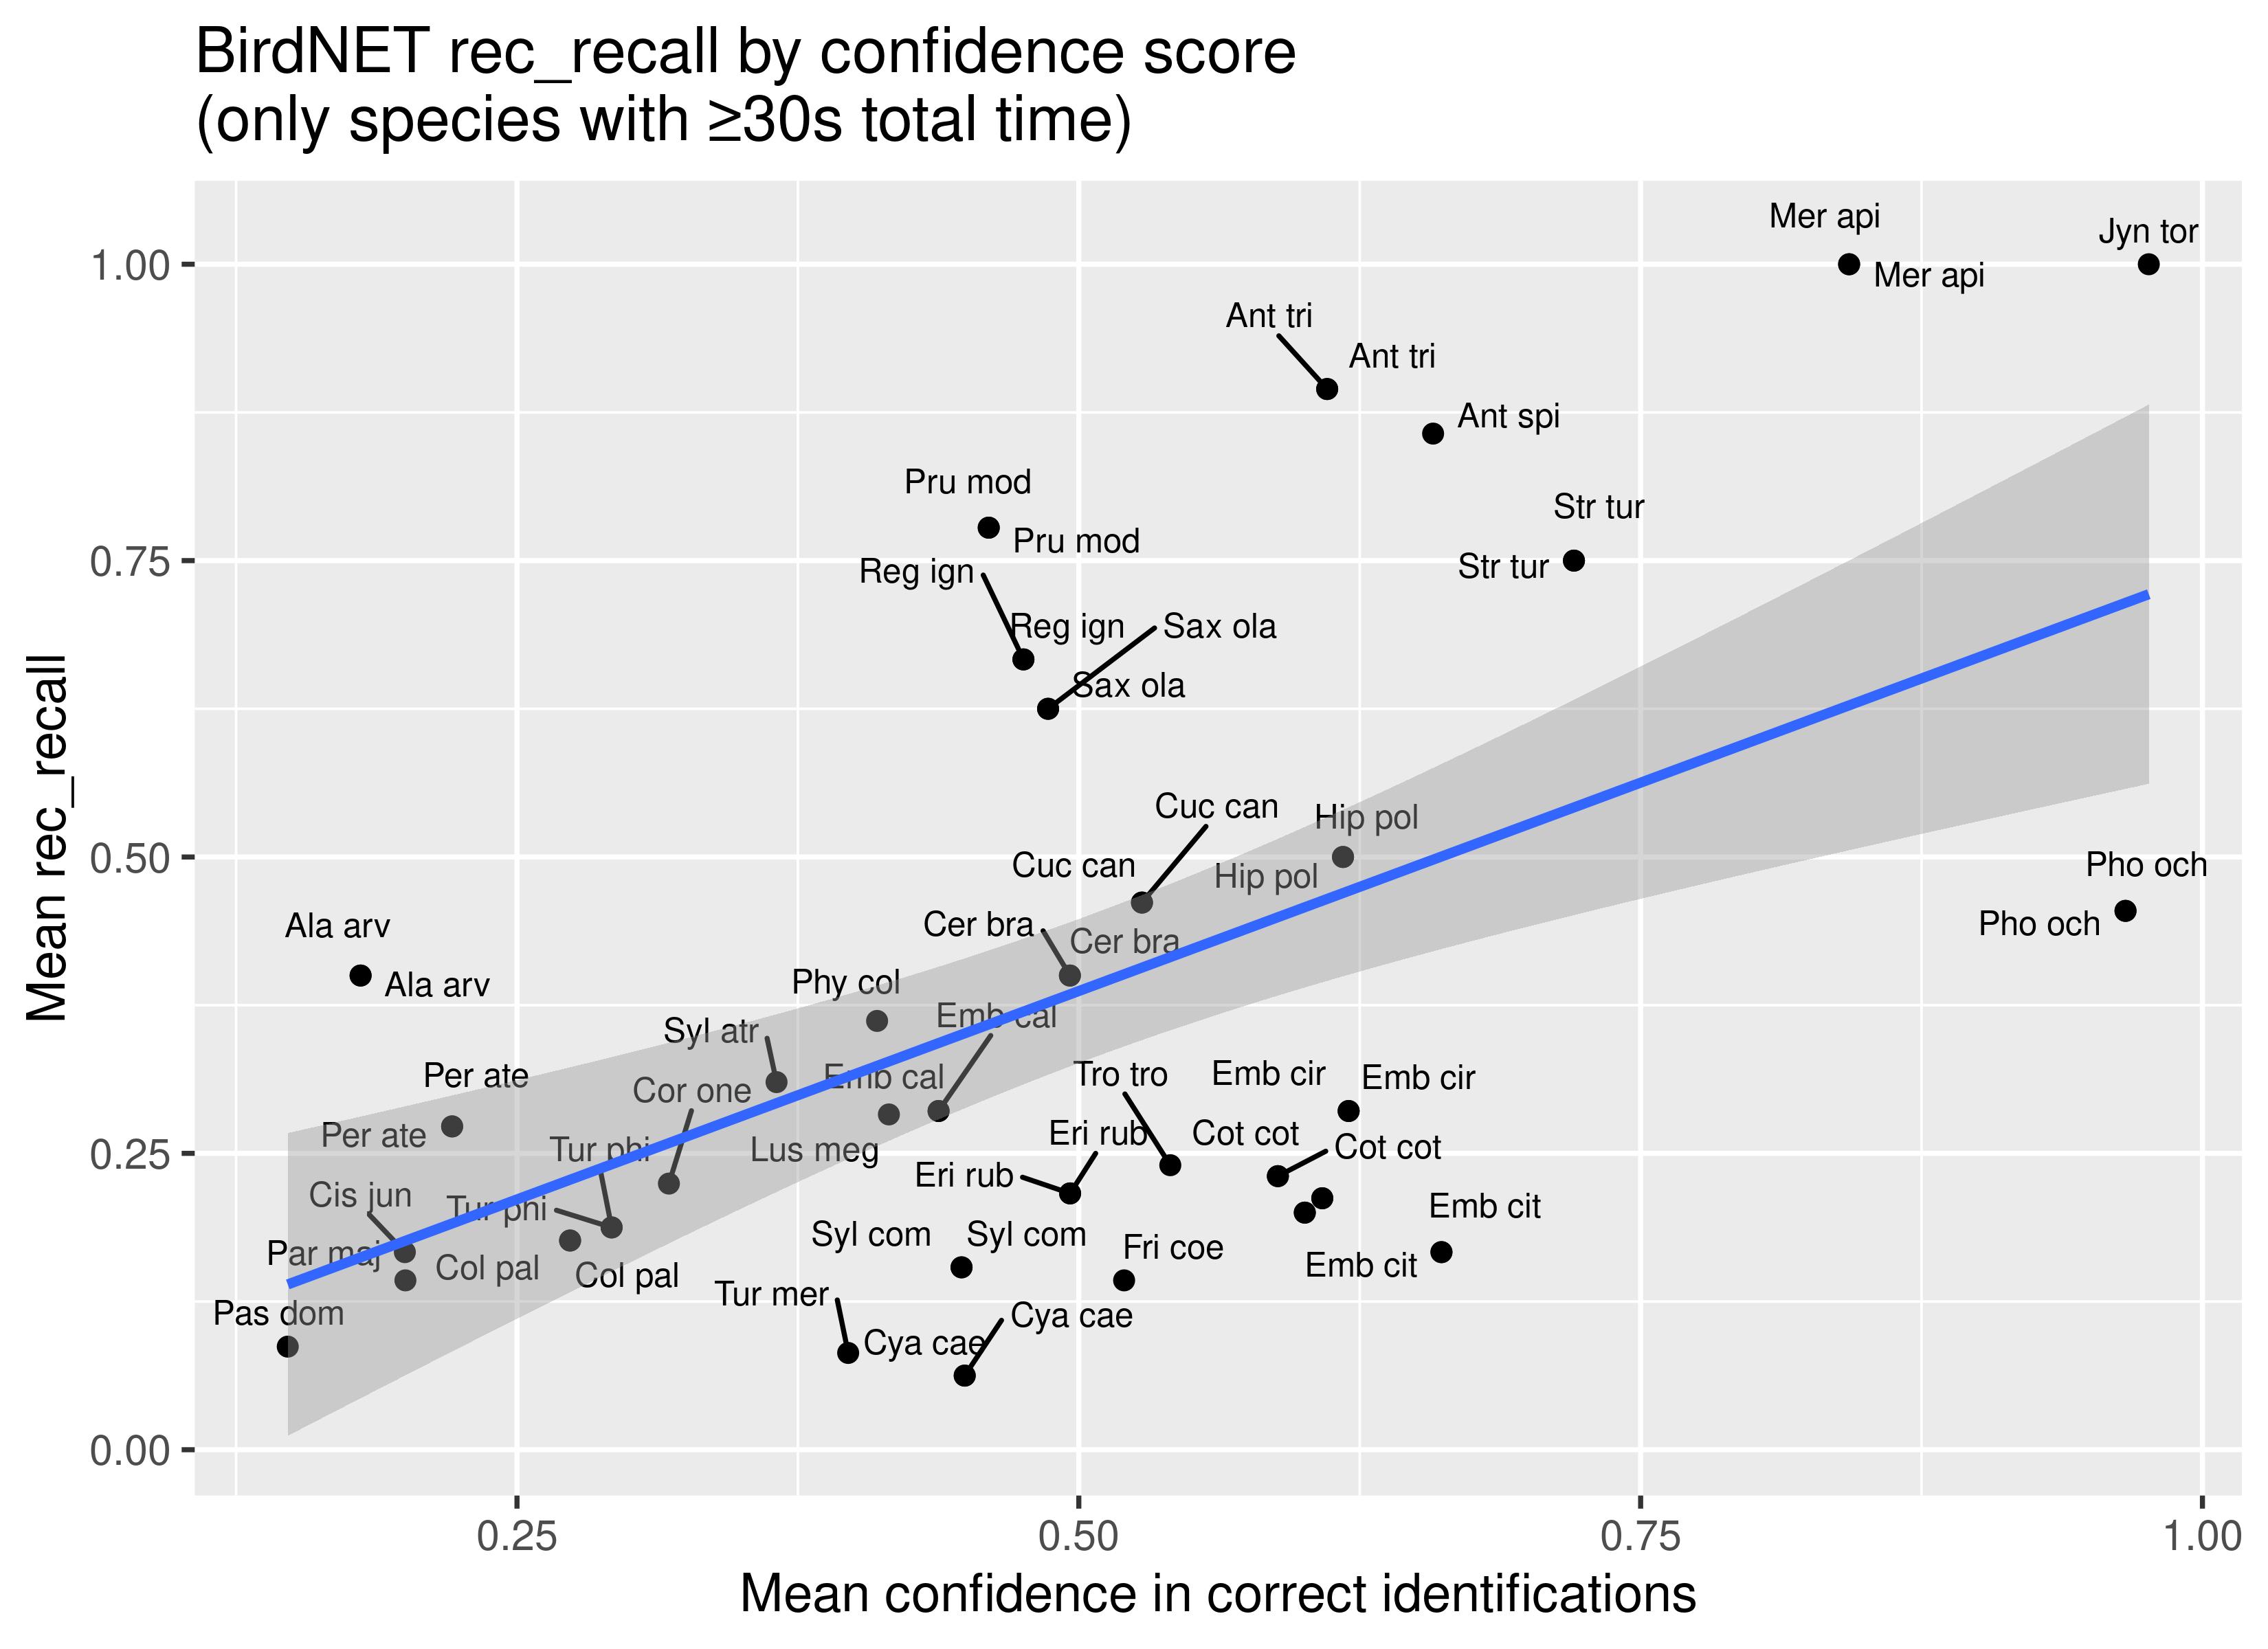 BirdNET rec_recall by confidence score
(only species with ≥30s total time)
Mean rec_recall
1.00
0.75
0.50
0.25
0.00
Mer api
Jyn tor
Mer api
Ant tri
Ant tri
Ant spi
Pru mod
Str tur
Pru mod
Str tur
Reg ign
Reg ign
Sax ola
Sax ola
Cuc can
Hip pol
Cuc can
Hip pol
Pho och
Pho och
Ala arv
Cer bra
Cer bra
Ala arv
Phy col
Emb cal
Syl atr
Per ate
Cor one
Emb cal
Tro tro
Emb cir
Emb cir
Per ate
Tur phi
Lus meg
Eri rub
Cot cot
Cot cot
Eri rub
Cis jun
Tur phi
Emb cit
Syl com
Syl com
Par maj
Col pal
Col pal
Fri coe
Emb cit
Tur mer
Pas dom
Cya cae
Cya cae
0.25
0.50
0.75
1.00
Mean confidence in correct identifications